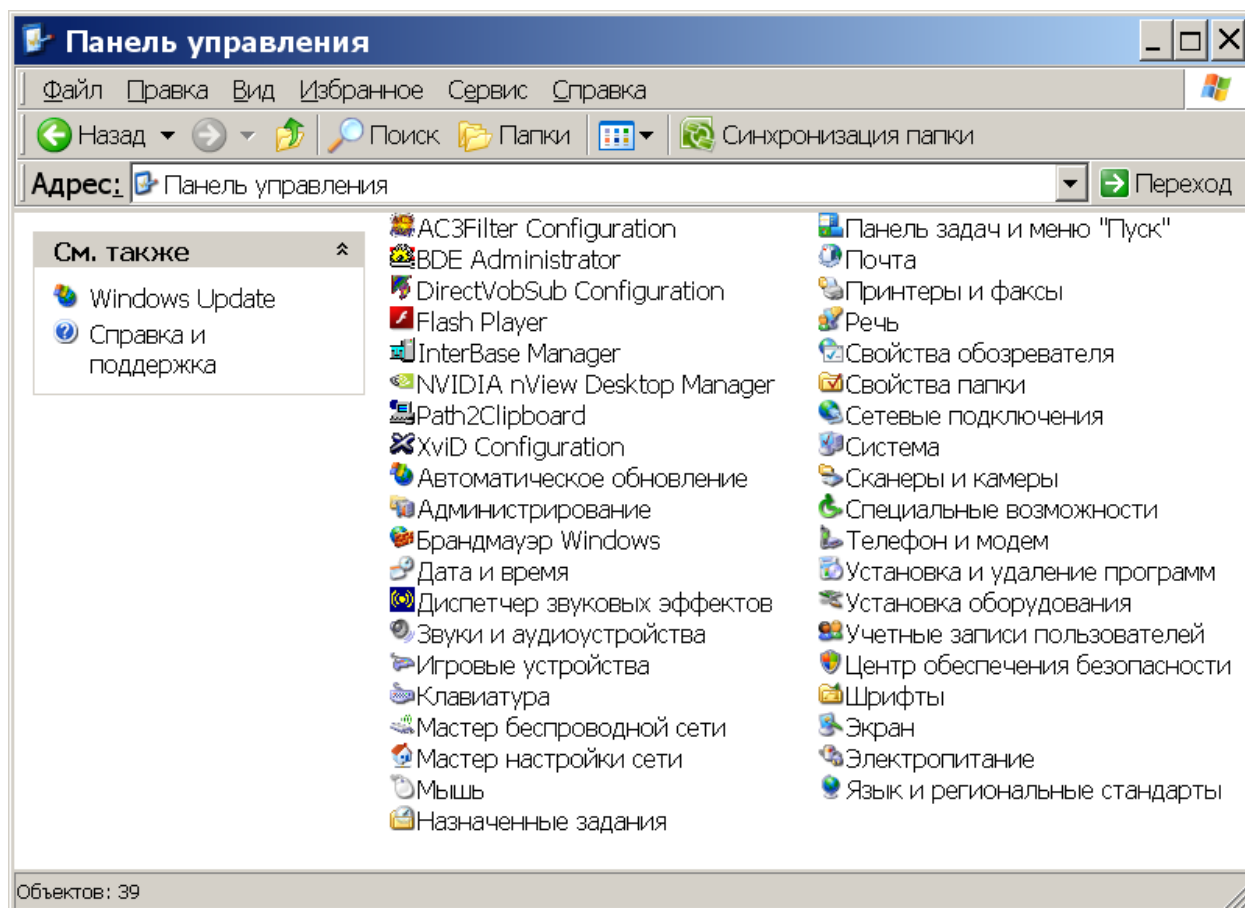 Панель управления
Файл Правка Вид Избранное Сервис Справка
Назад Поиск Папки Синхронизация папки
Адрес: Панель управления Переход
См. также
Windows Update
Справка и
поддержка
AC3Filter Configuration
BDE Administrator
DirectVobSub Configuration
Flash Player
InterBase Manager
NVIDIA nView Desktop Manager
Path2Clipboard
XviD Configuration
Автоматическое обновление
Администрирование
Брандмауэр Windows
Дата и время
Диспетчер звуковых эффектов
Звуки и аудиоустройства
Игровые устройства
Клавиатура
Мастер беспроводной сети
Мастер настройки сети
Мышь
Назначенные задания
Панель задач и меню "Пуск"
Почта
Принтеры и факсы
Речь
Свойства обозревателя
Свойства папки
Сетевые подключения
Система
Сканеры и камеры
Специальные возможности
Телефон и модем
Установка и удаление программ
Установка оборудования
Учетные записи пользователей
Центр обеспечения безопасности
Шрифты
Экран
Электропитание
Язык и региональные стандарты
Объектов: 39